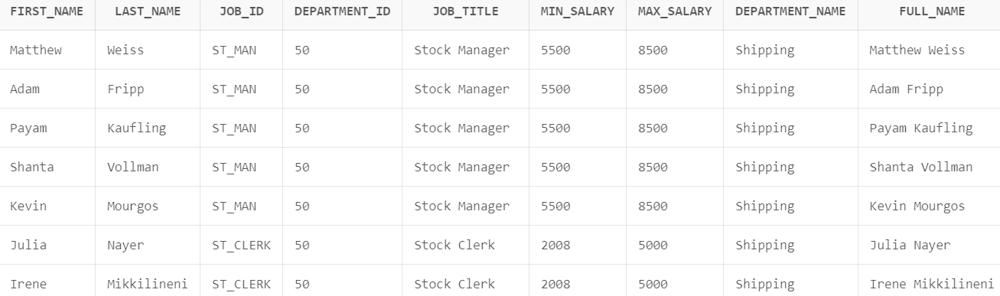 FIRST_NAME LAST_NAME JOB_ID DEPARTMENT_ID JOB_TITLE MIN_SALARY MAX_SALARY DEPARTMENT_NAME FULL_NAME
Matthew Weiss ST_MAN 50 Stock Manager 5500 8500 Shipping Matthew Weiss
Adam Fripp ST_MAN 50 Stock Manager 5500 8500 Shipping Adam Fripp
Payam Kaufling ST_MAN 50 Stock Manager 5500 8500 Shipping Payam Kaufling
Shanta Vollman ST_MAN 50 Stock Manager 5500 8500 Shipping Shanta Vollman
Kevin Mourgos ST_MAN 50 Stock Manager 5500 8500 Shipping Kevin Mourgos
Julia Nayer ST_CLERK 50 Stock Clerk 2008 5000 Shipping Julia Nayer
Irene Mikkilineni ST_CLERK 50 Stock Clerk 2008 5000 Shipping Irene Mikkilineni